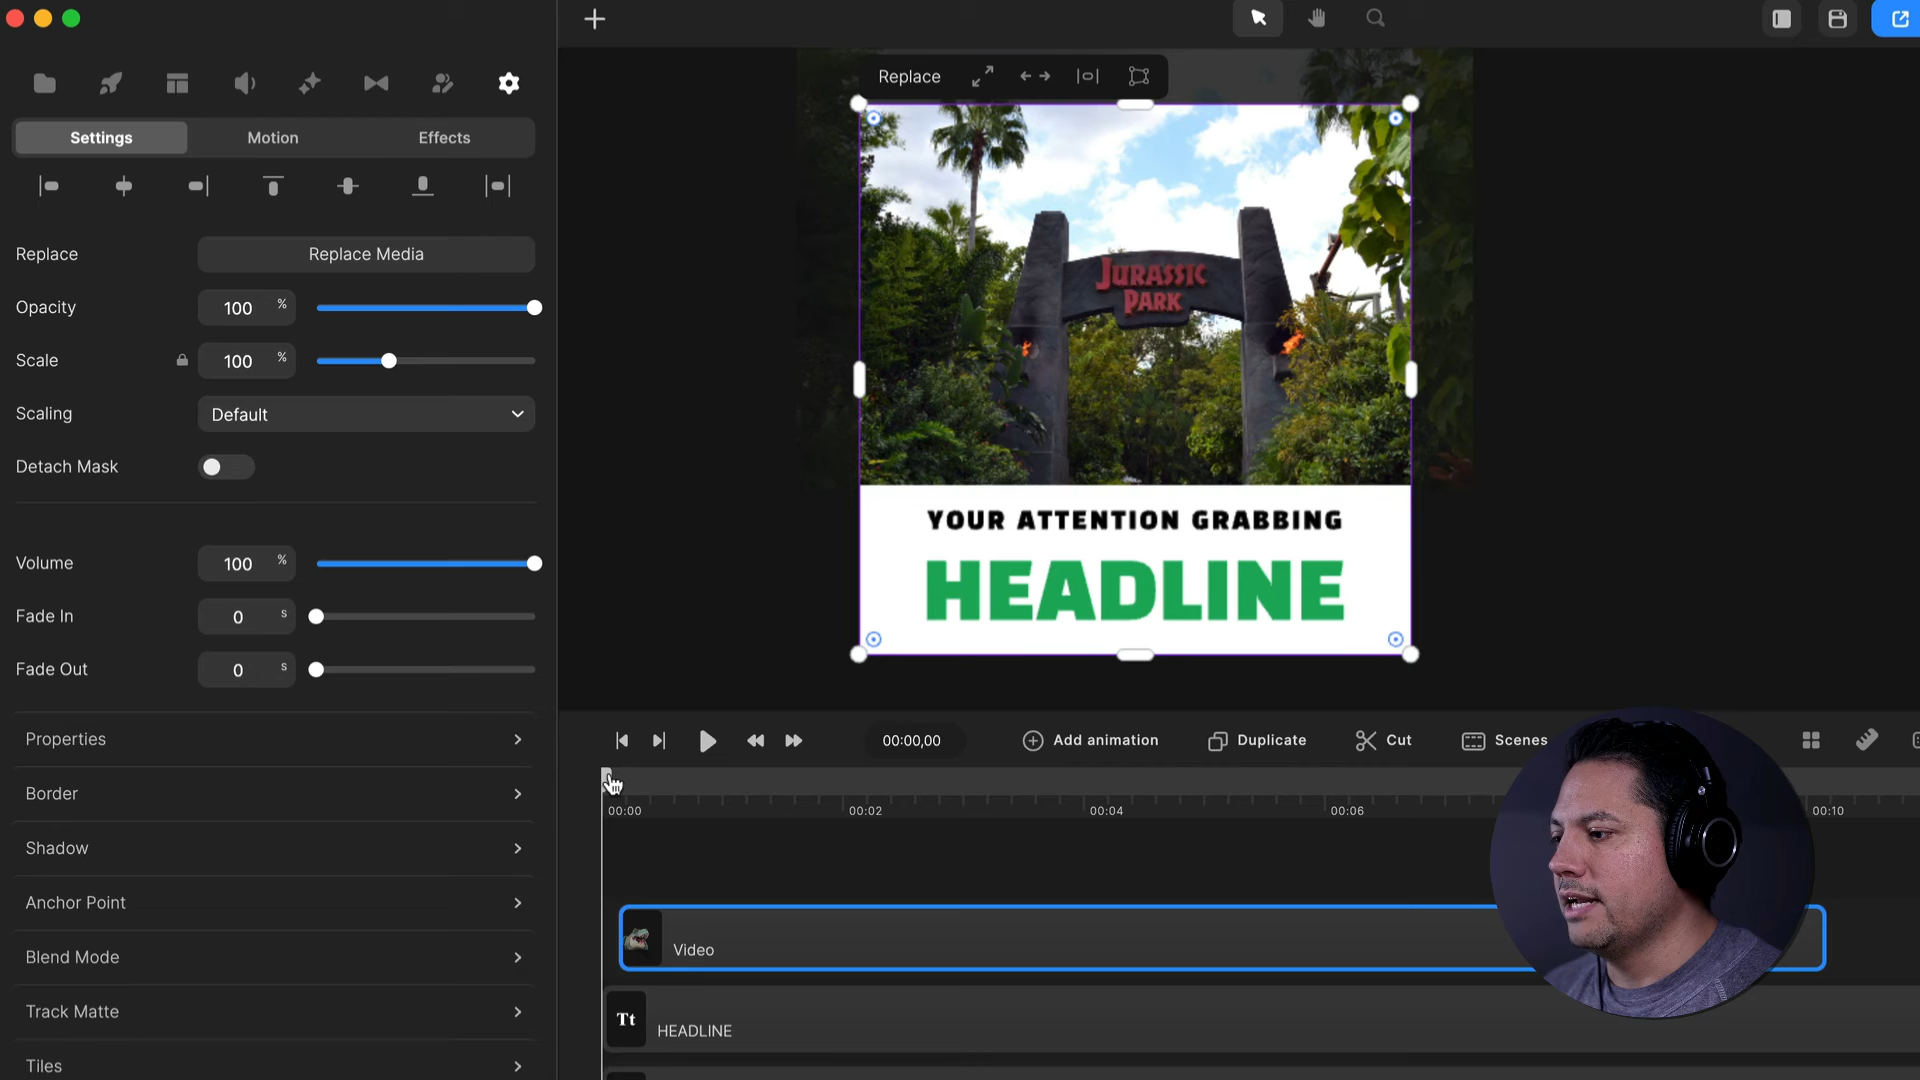 Replace
Settings
Motion
Effects
Replace
Replace Media
Opacity
100 %
Scale
100 %
Scaling
Default
Detach Mask
Volume
100 %
Fade In
0 s
Fade Out
0 s
Properties
Border
Shadow
Anchor Point
Blend Mode
Track Matte
Tiles
JURASSIC
PARK
YOUR ATTENTION GRABBING
HEADLINE
00:00,00
Add animation
Duplicate
Cut
Scenes
00:00
00:02
00:04
00:06
00:10
Video
Tt
HEADLINE